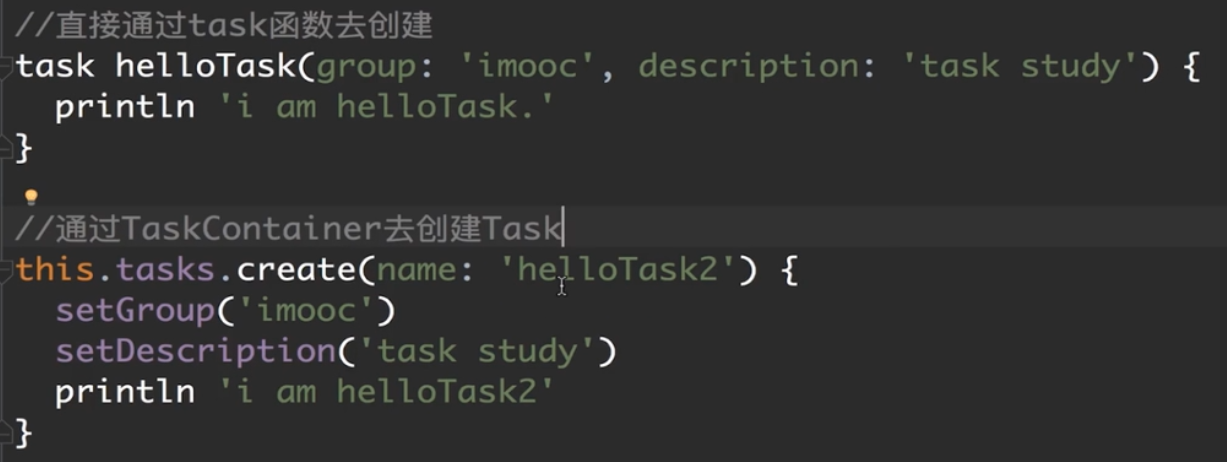 //直接通过task函数去创建
task helloTask(group: 'imooc', description: 'task study') {
  println 'i am helloTask.'
}
//通过TaskContainer去创建Task
this.tasks.create(name: 'helloTask2') {
  setGroup('imooc')
  setDescription('task study')
  println 'i am helloTask2'
}